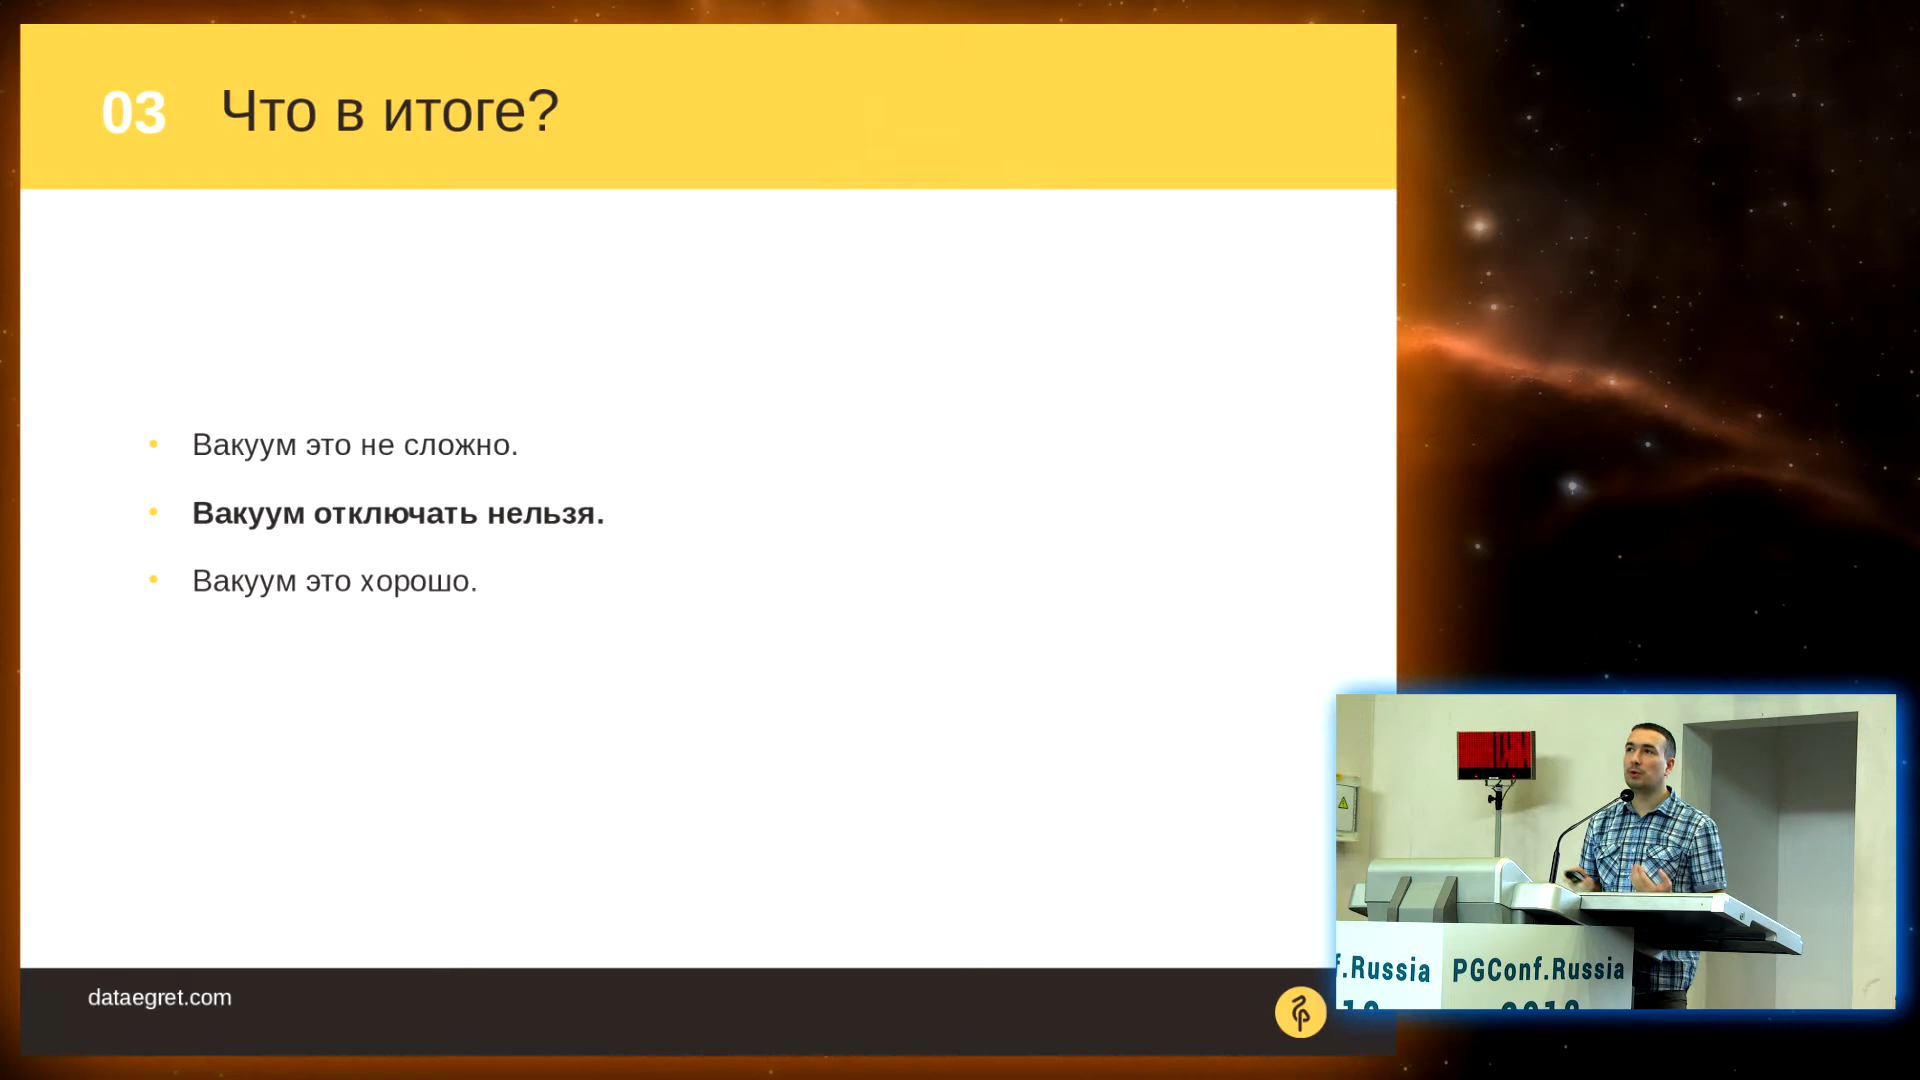 03 Что в итоге?
• Вакуум это не сложно.
• Вакуум отключать нельзя.
• Вакуум это хорошо.
dataegret.com
f.Russia PGConf.Russia